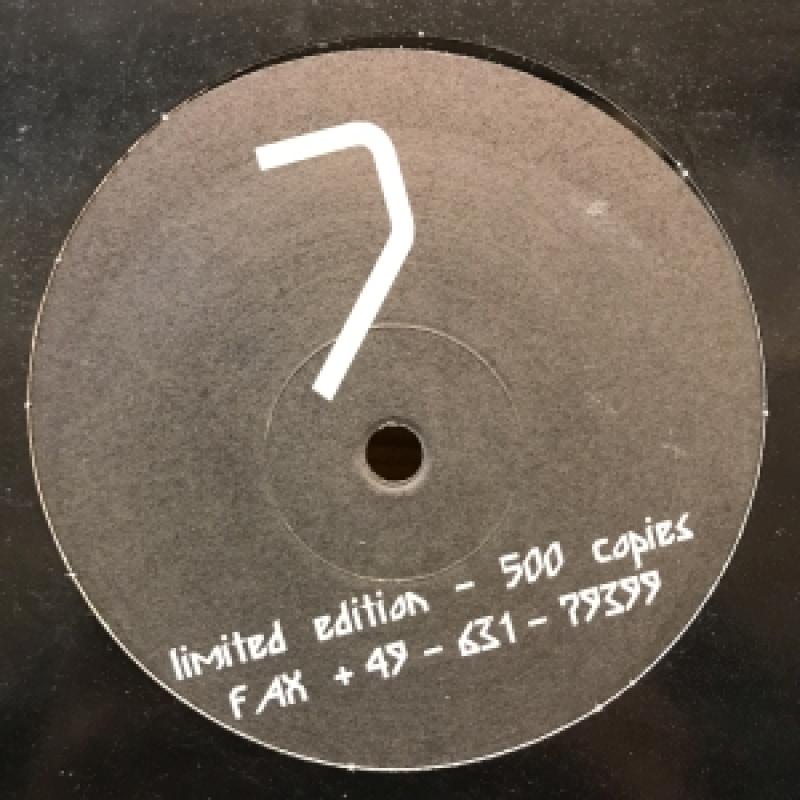 limited edition - 500 copies
FAX + 49 - 631 - 79399